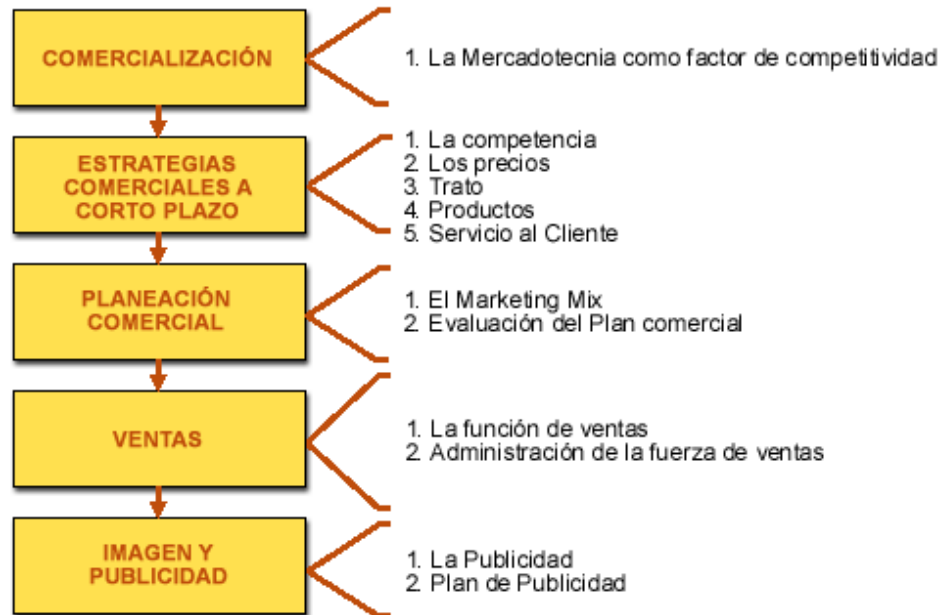 COMERCIALIZACIÓN
1. La Mercadotecnia como factor de competitividad
ESTRATEGIAS
COMERCIALES A
CORTO PLAZO
1. La competencia
2. Los precios
3. Trato
4. Productos
5. Servicio al Cliente
PLANEACIÓN
COMERCIAL
1. El Marketing Mix
2. Evaluación del Plan comercial
VENTAS
1. La función de ventas
2. Administración de la fuerza de ventas
IMAGEN Y
PUBLICIDAD
1. La Publicidad
2. Plan de Publicidad